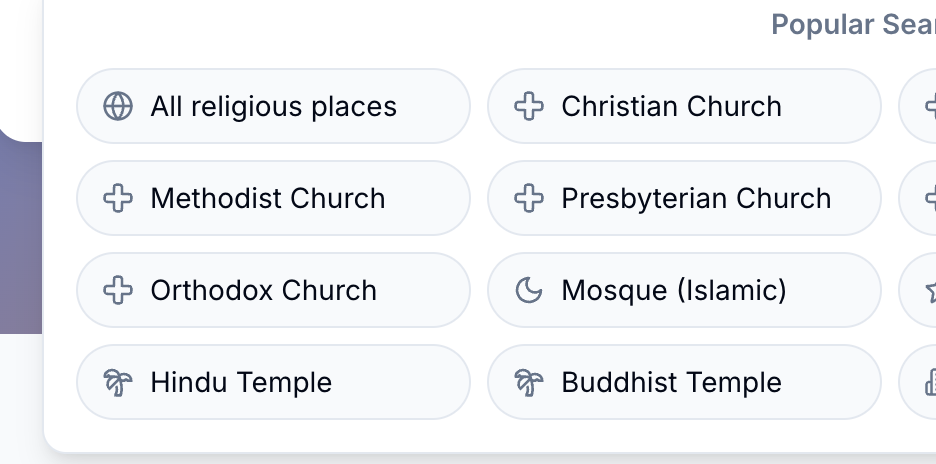 Popular Sear
All religious places
Christian Church
Methodist Church
Presbyterian Church
Orthodox Church
Mosque (Islamic)
Hindu Temple
Buddhist Temple